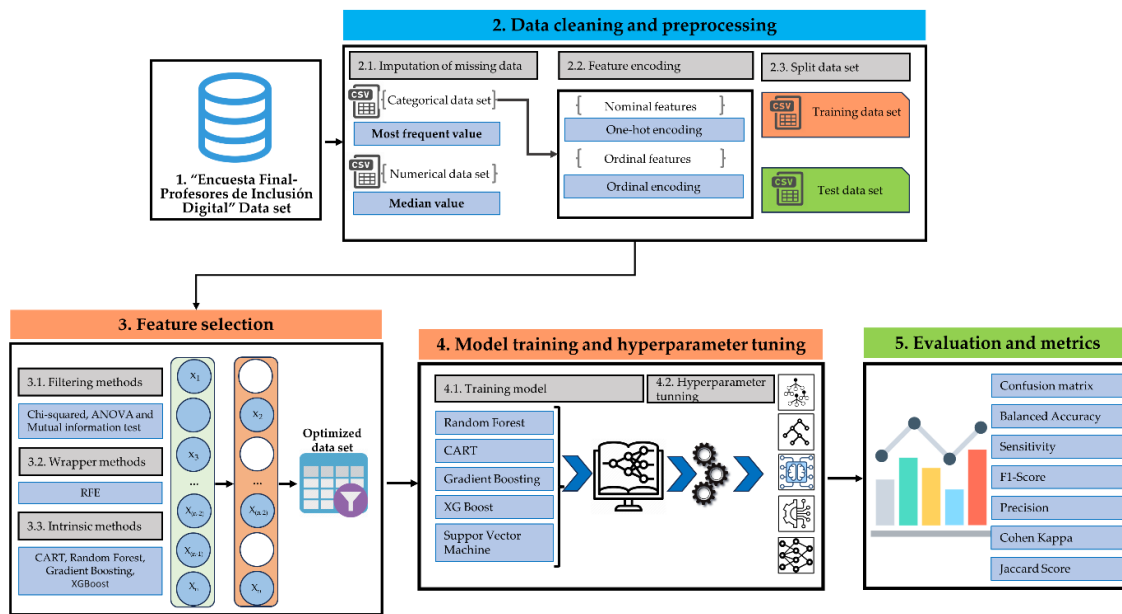 2. Data cleaning and preprocessing
2.1. Imputation of missing data
2.2. Feature encoding
2.3. Split data set
CSV
{Categorical data set}
Most frequent value
CSV
{Numerical data set}
Median value
{ Nominal features }
One-hot encoding
{ Ordinal features }
Ordinal encoding
CSV
Training data set
CSV
Test data set
1. “Encuesta Final-
Profesores de Inclusión
Digital” Data set
3. Feature selection
3.1. Filtering methods
Chi-squared, ANOVA and
Mutual information test
3.2. Wrapper methods
RFE
3.3. Intrinsic methods
CART, Random Forest,
Gradient Boosting,
XGBoost
x1
x3
...
x2
...
Optimized
data set
4. Model training and hyperparameter tuning
4.1. Training model
4.2. Hyperparameter
tunning
Random Forest
CART
Gradient Boosting
XG Boost
Suppor Vector
Machine
5. Evaluation and metrics
Confusion matrix
Balanced Accuracy
Sensitivity
F1-Score
Precision
Cohen Kappa
Jaccard Score